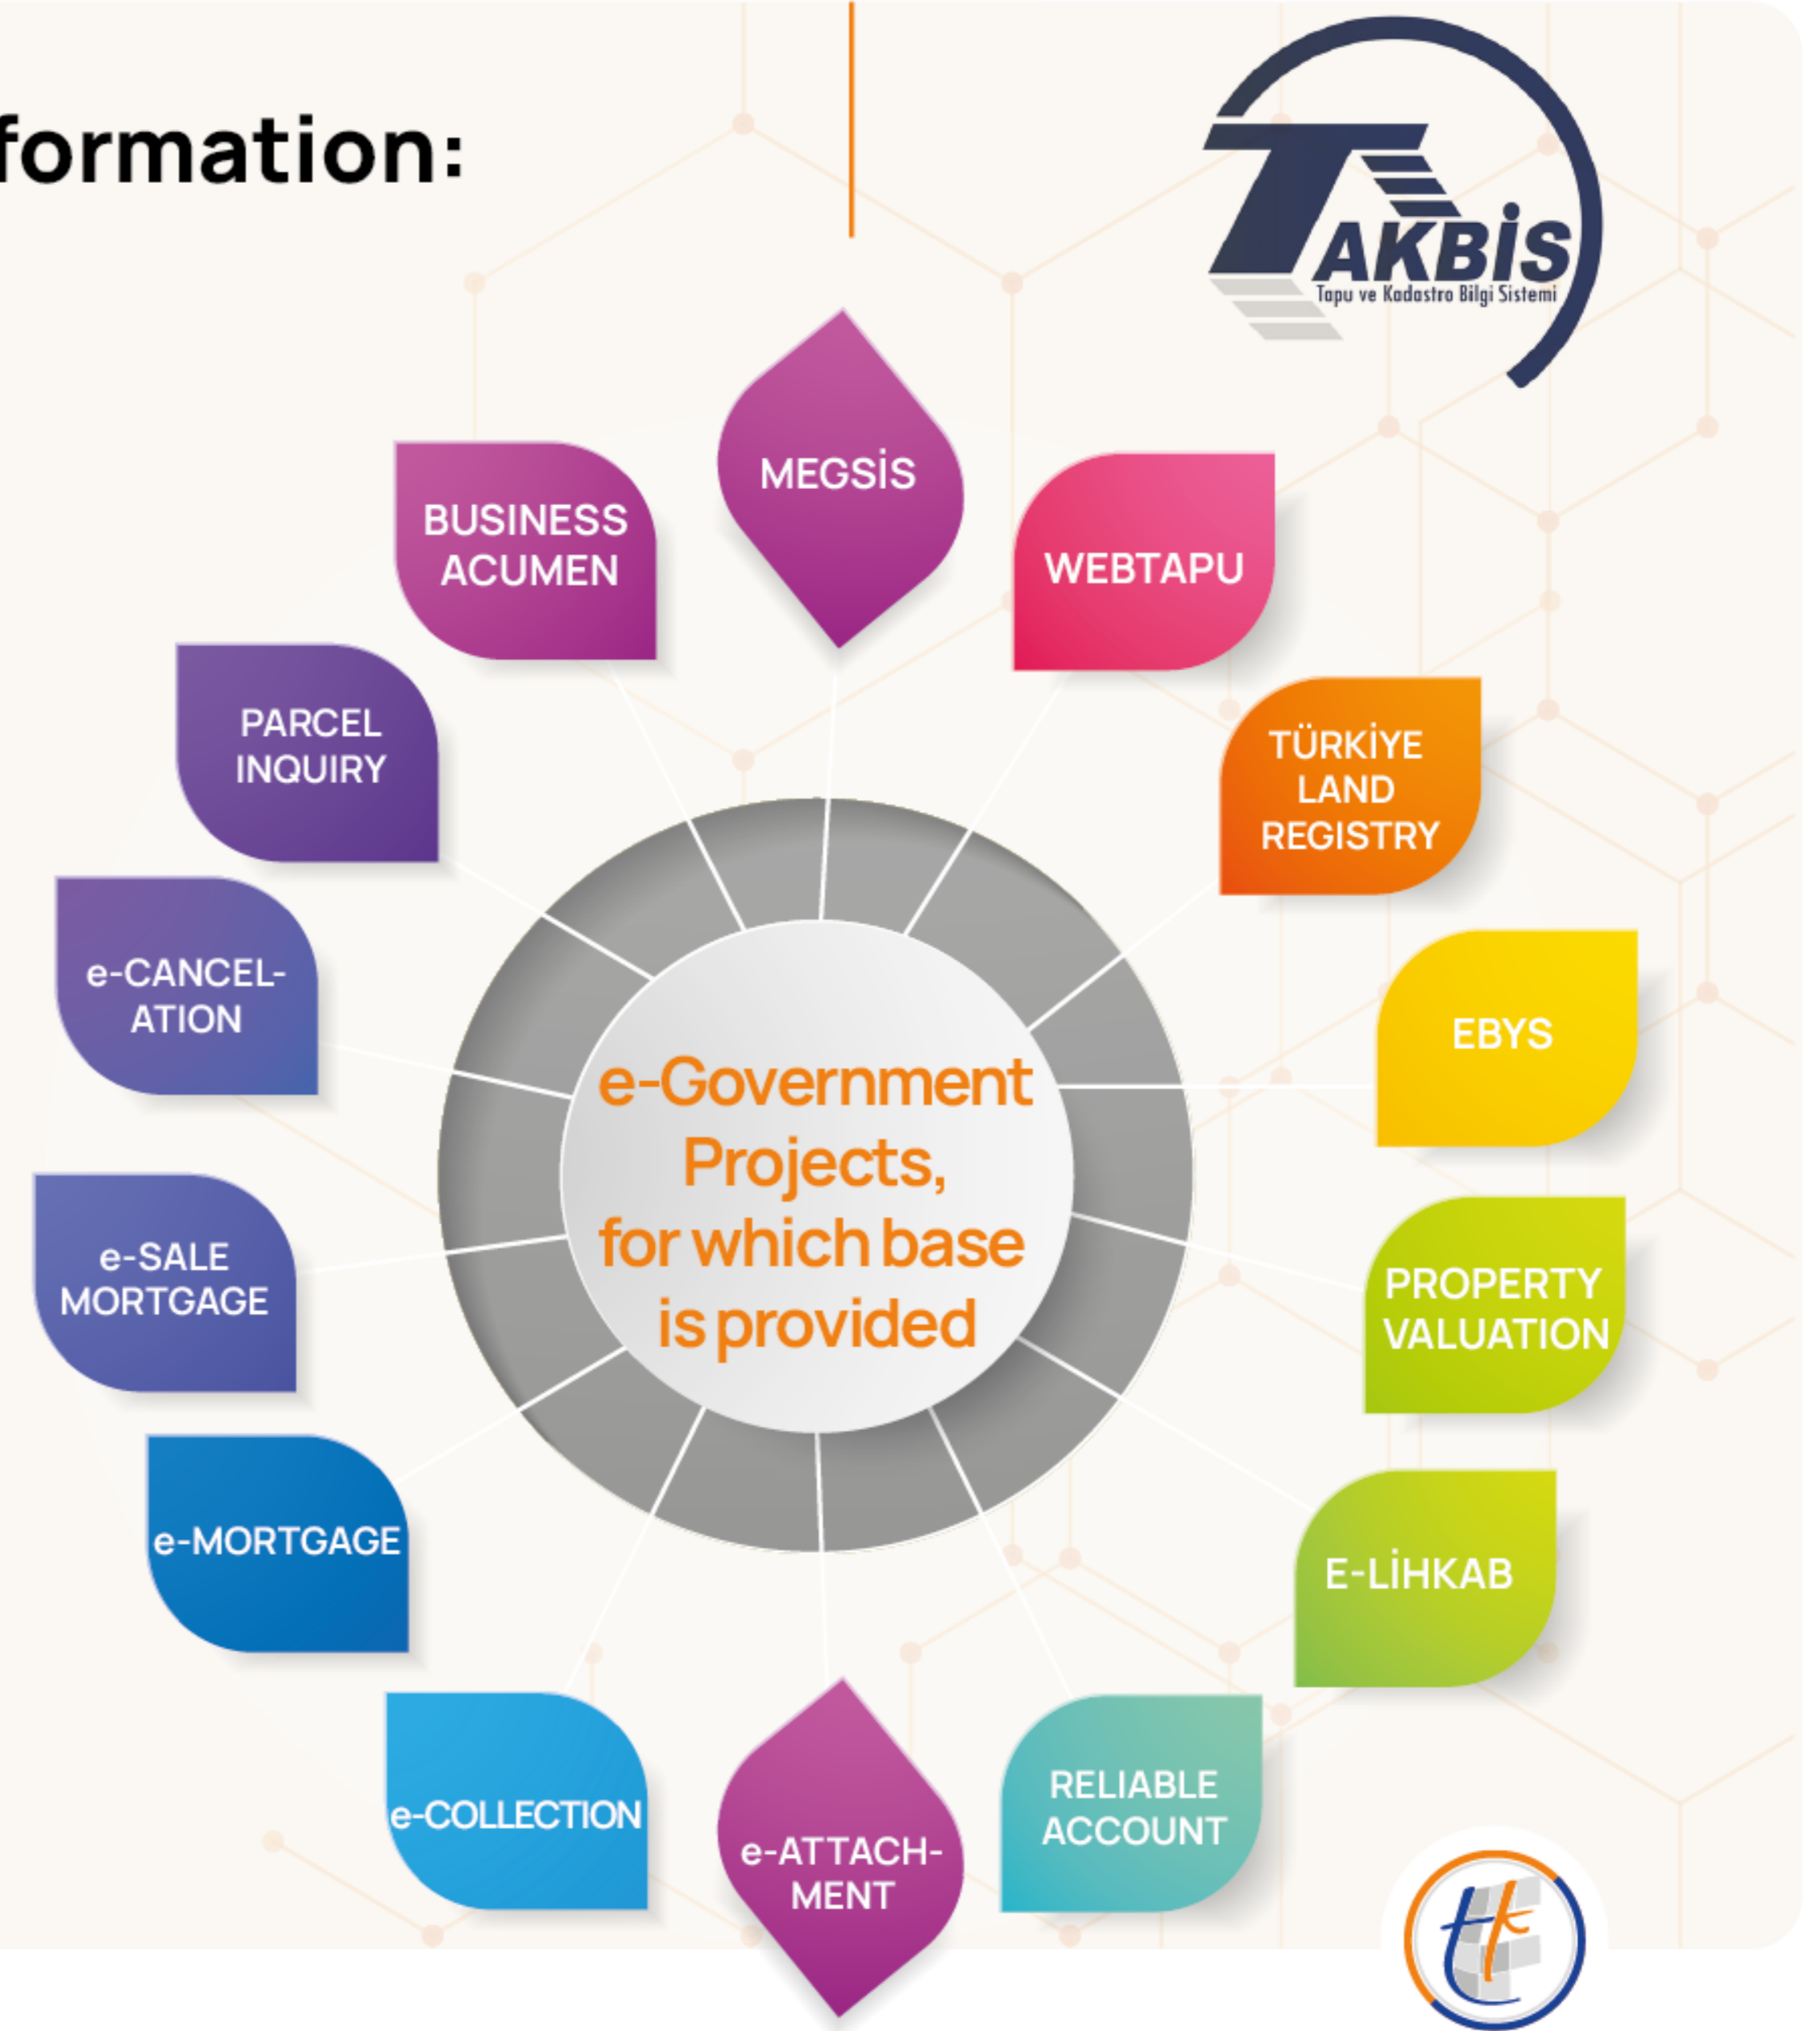 formation:
TAKBİS
Tapu ve Kadastro Bilgi Sistemi
MEGSİS
WEBTAPU
TÜRKİYE
LAND
REGISTRY
EBYS
PROPERTY
VALUATION
E-LİHKAB
RELIABLE
ACCOUNT
e-ATTACH-
MENT
e-COLLECTION
e-MORTGAGE
e-SALE
MORTGAGE
e-CANCEL-
ATION
PARCEL
INQUIRY
BUSINESS
ACUMEN
e-Government
Projects,
for which base
is provided
tk